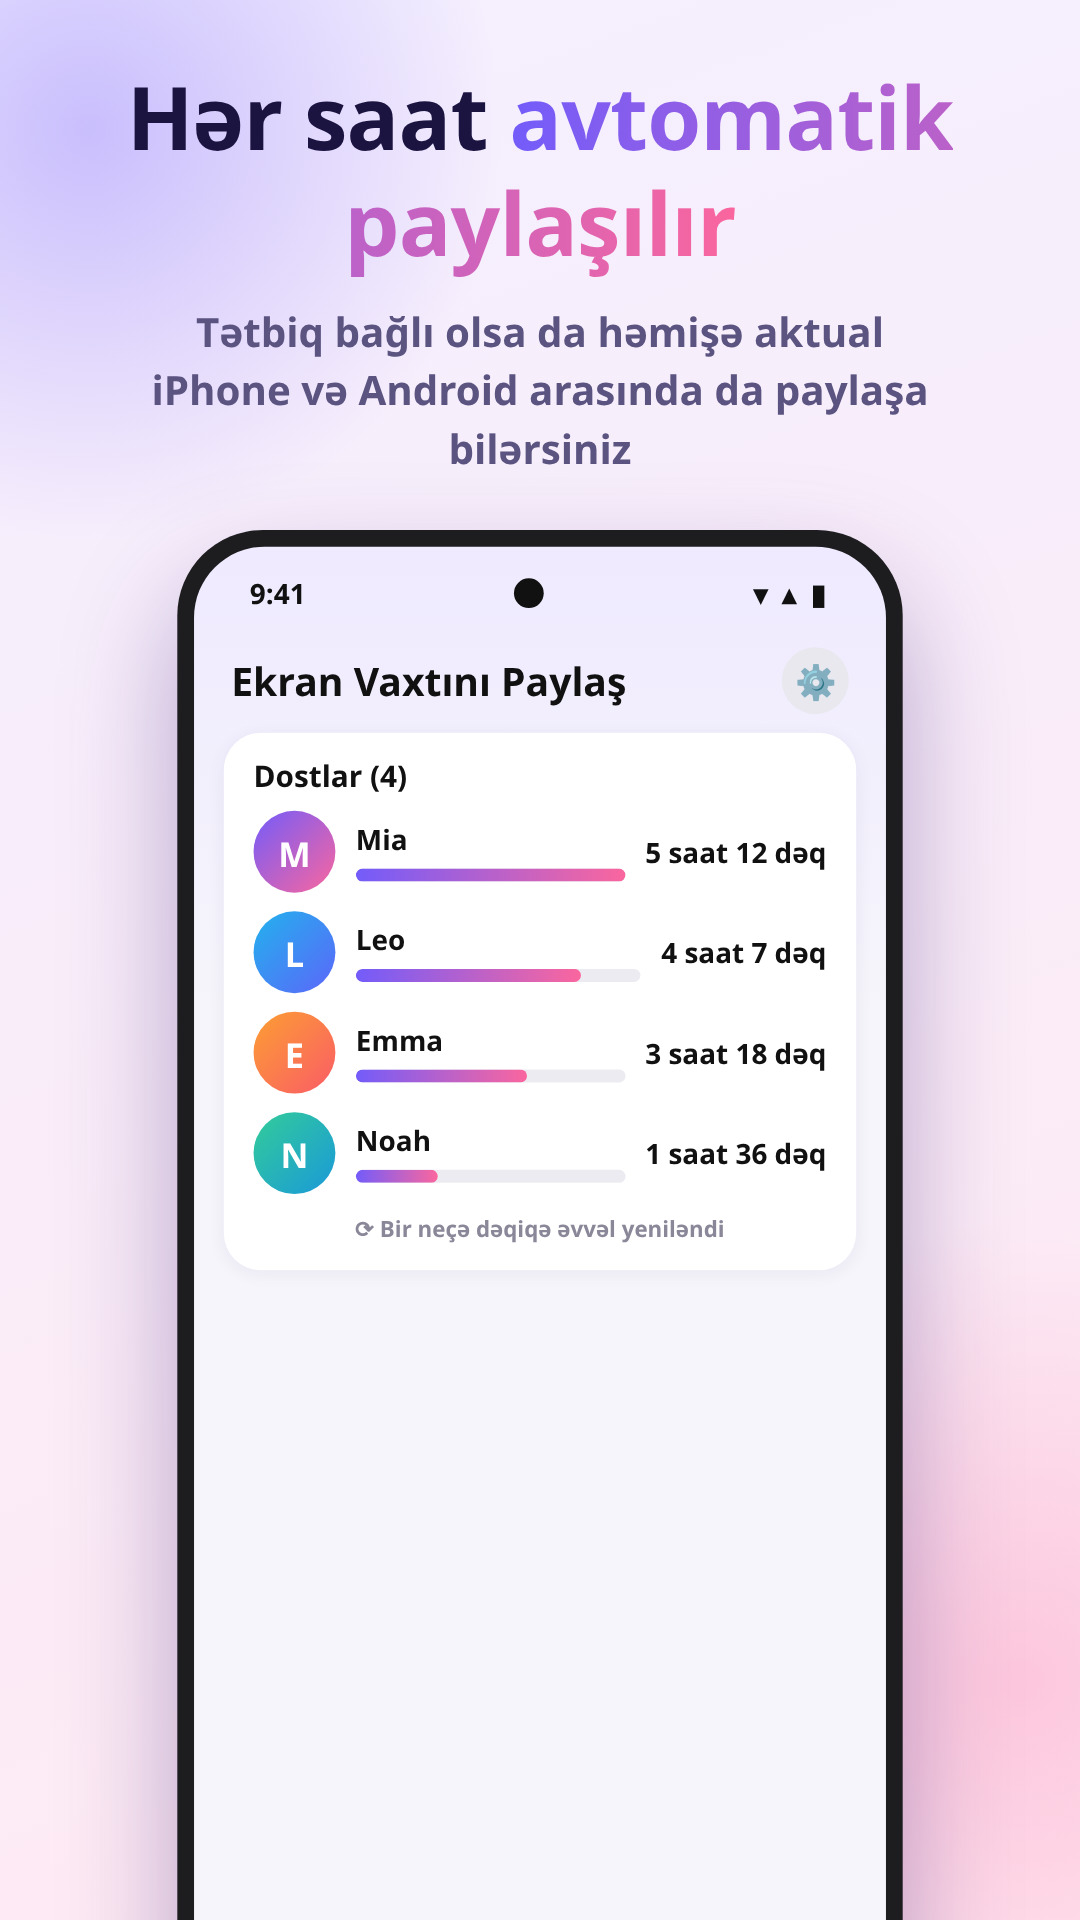 Hər saat avtomatik
paylaşılır
Tətbiq bağlı olsa da həmişə aktual
iPhone və Android arasında da paylaşa
bilərsiniz
9:41
Ekran Vaxtını Paylaş
Dostlar (4)
M
Mia
5 saat 12 dəq
L
Leo
4 saat 7 dəq
E
Emma
3 saat 18 dəq
N
Noah
1 saat 36 dəq
⟳ Bir neçə dəqiqə əvvəl yeniləndi